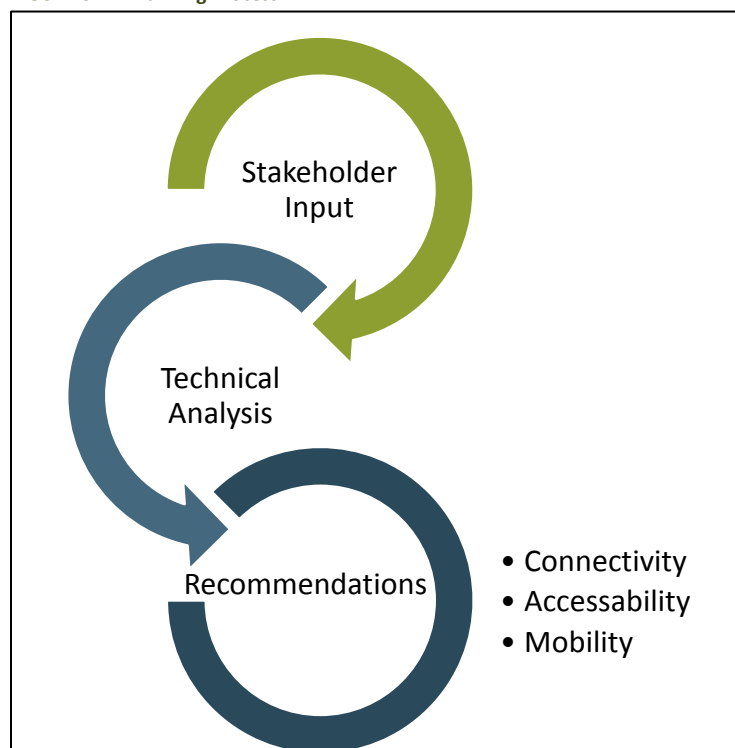 Stakeholder
Input
Technical
Analysis
Recommendations
• Connectivity
• Accessability
• Mobility